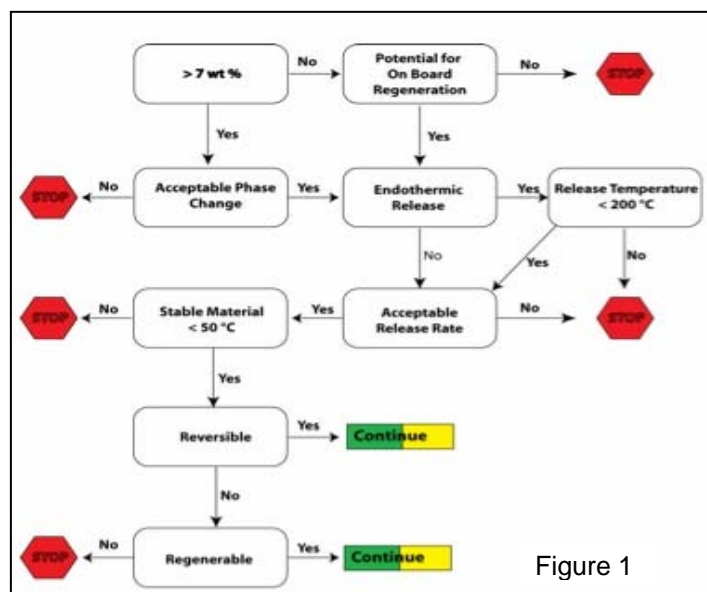 > 7 wt %
No
Potential for
On Board
Regeneration
No
STOP
Yes
Yes
STOP
No
Acceptable Phase
Change
Yes
Endothermic
Release
Yes
Release Temperature
< 200 °C
No
Yes
No
STOP
No
Stable Material
< 50 °C
Yes
Acceptable
Release Rate
No
STOP
Yes
Reversible
Yes
Continue
No
STOP
No
Regenerable
Yes
Continue
Figure 1